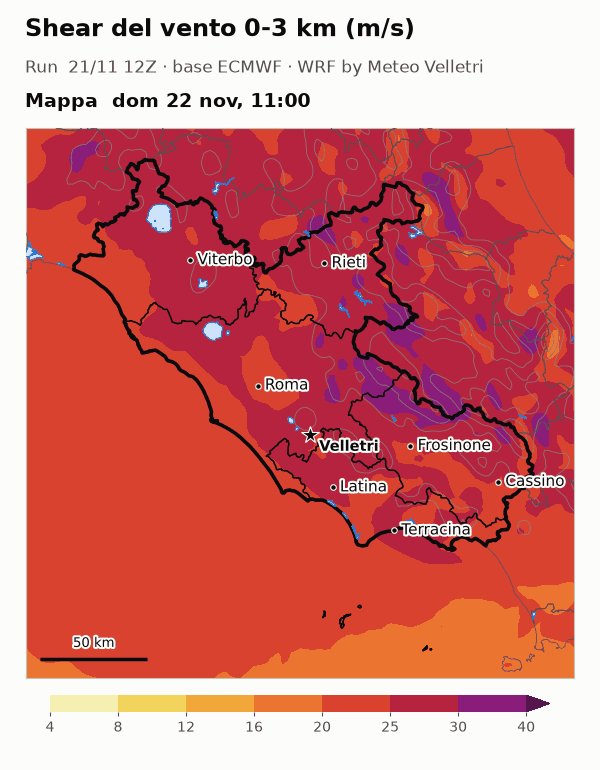 Shear del vento 0-3 km (m/s)
Run  21/11 12Z · base ECMWF · WRF by Meteo Velletri
Mappa  dom 22 nov, 11:00
Viterbo
Rieti
Roma
Velletri
Frosinone
Cassino
Latina
Terracina
50 km
4 8 12 16 20 25 30 40